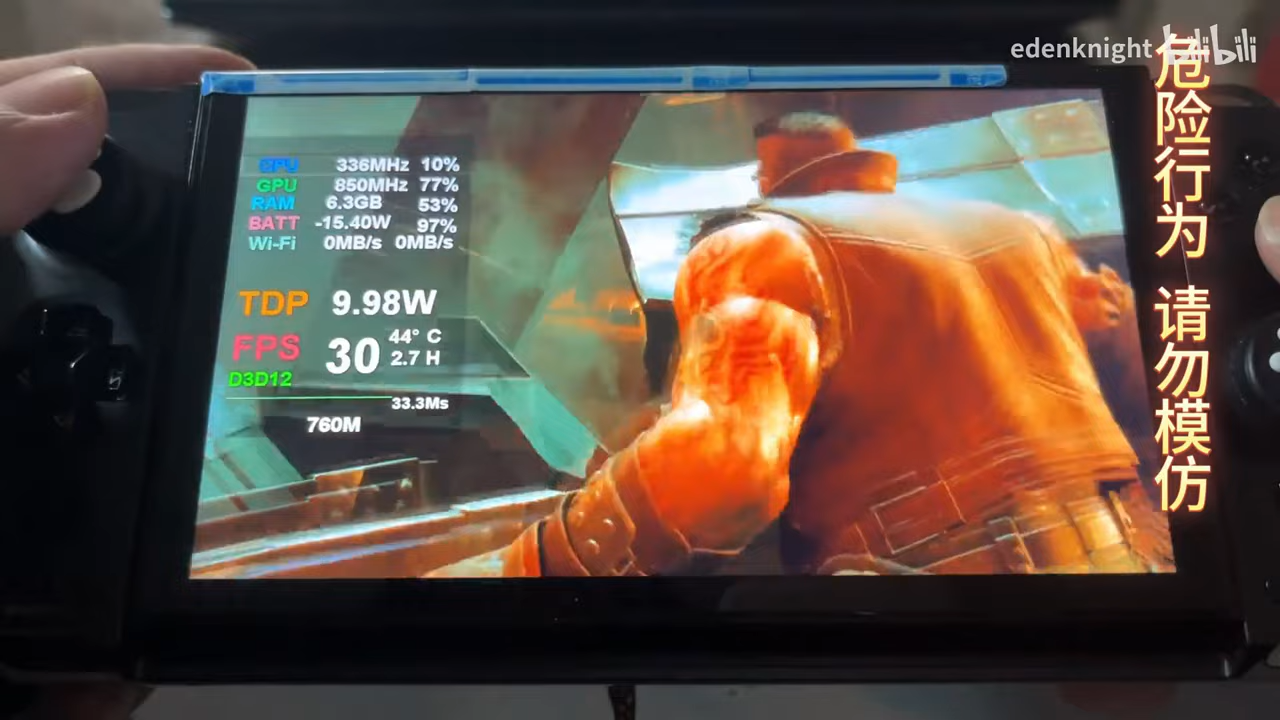 edenknight bilibili
危险行为 请勿模仿
CPU 336MHz 10%
GPU 850MHz 77%
RAM 6.3GB 53%
BATT -15.40W 97%
Wi-Fi 0MB/s 0MB/s
TDP 9.98W
FPS 30 44° C
2.7 H
D3D12
33.3Ms
760M